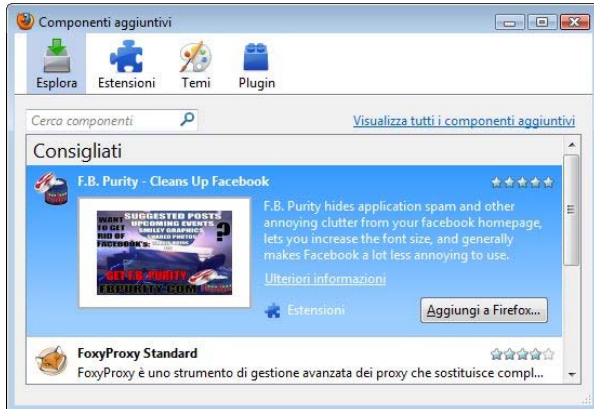 Componenti aggiuntivi
Esplora Estensioni Temi Plugin
Cerca componenti
Visualizza tutti i componenti aggiuntivi
Consigliati
F.B. Purity - Cleans Up Facebook
WANT TO GET RID OF FACEBOOK'S:
SUGGESTED POSTS
UPCOMING EVENTS
SMILEY GRAPHICS
SHARED PHOTOS
?
GET F.B. PURITY
FBPURITY.COM
F.B. Purity hides application spam and other
annoying clutter from your facebook homepage,
lets you increase the font size, and generally
makes Facebook a lot less annoying to use.
Ulteriori informazioni
Estensioni
Aggiungi a Firefox...
FoxyProxy Standard
FoxyProxy è uno strumento di gestione avanzata dei proxy che sostituisce compl...